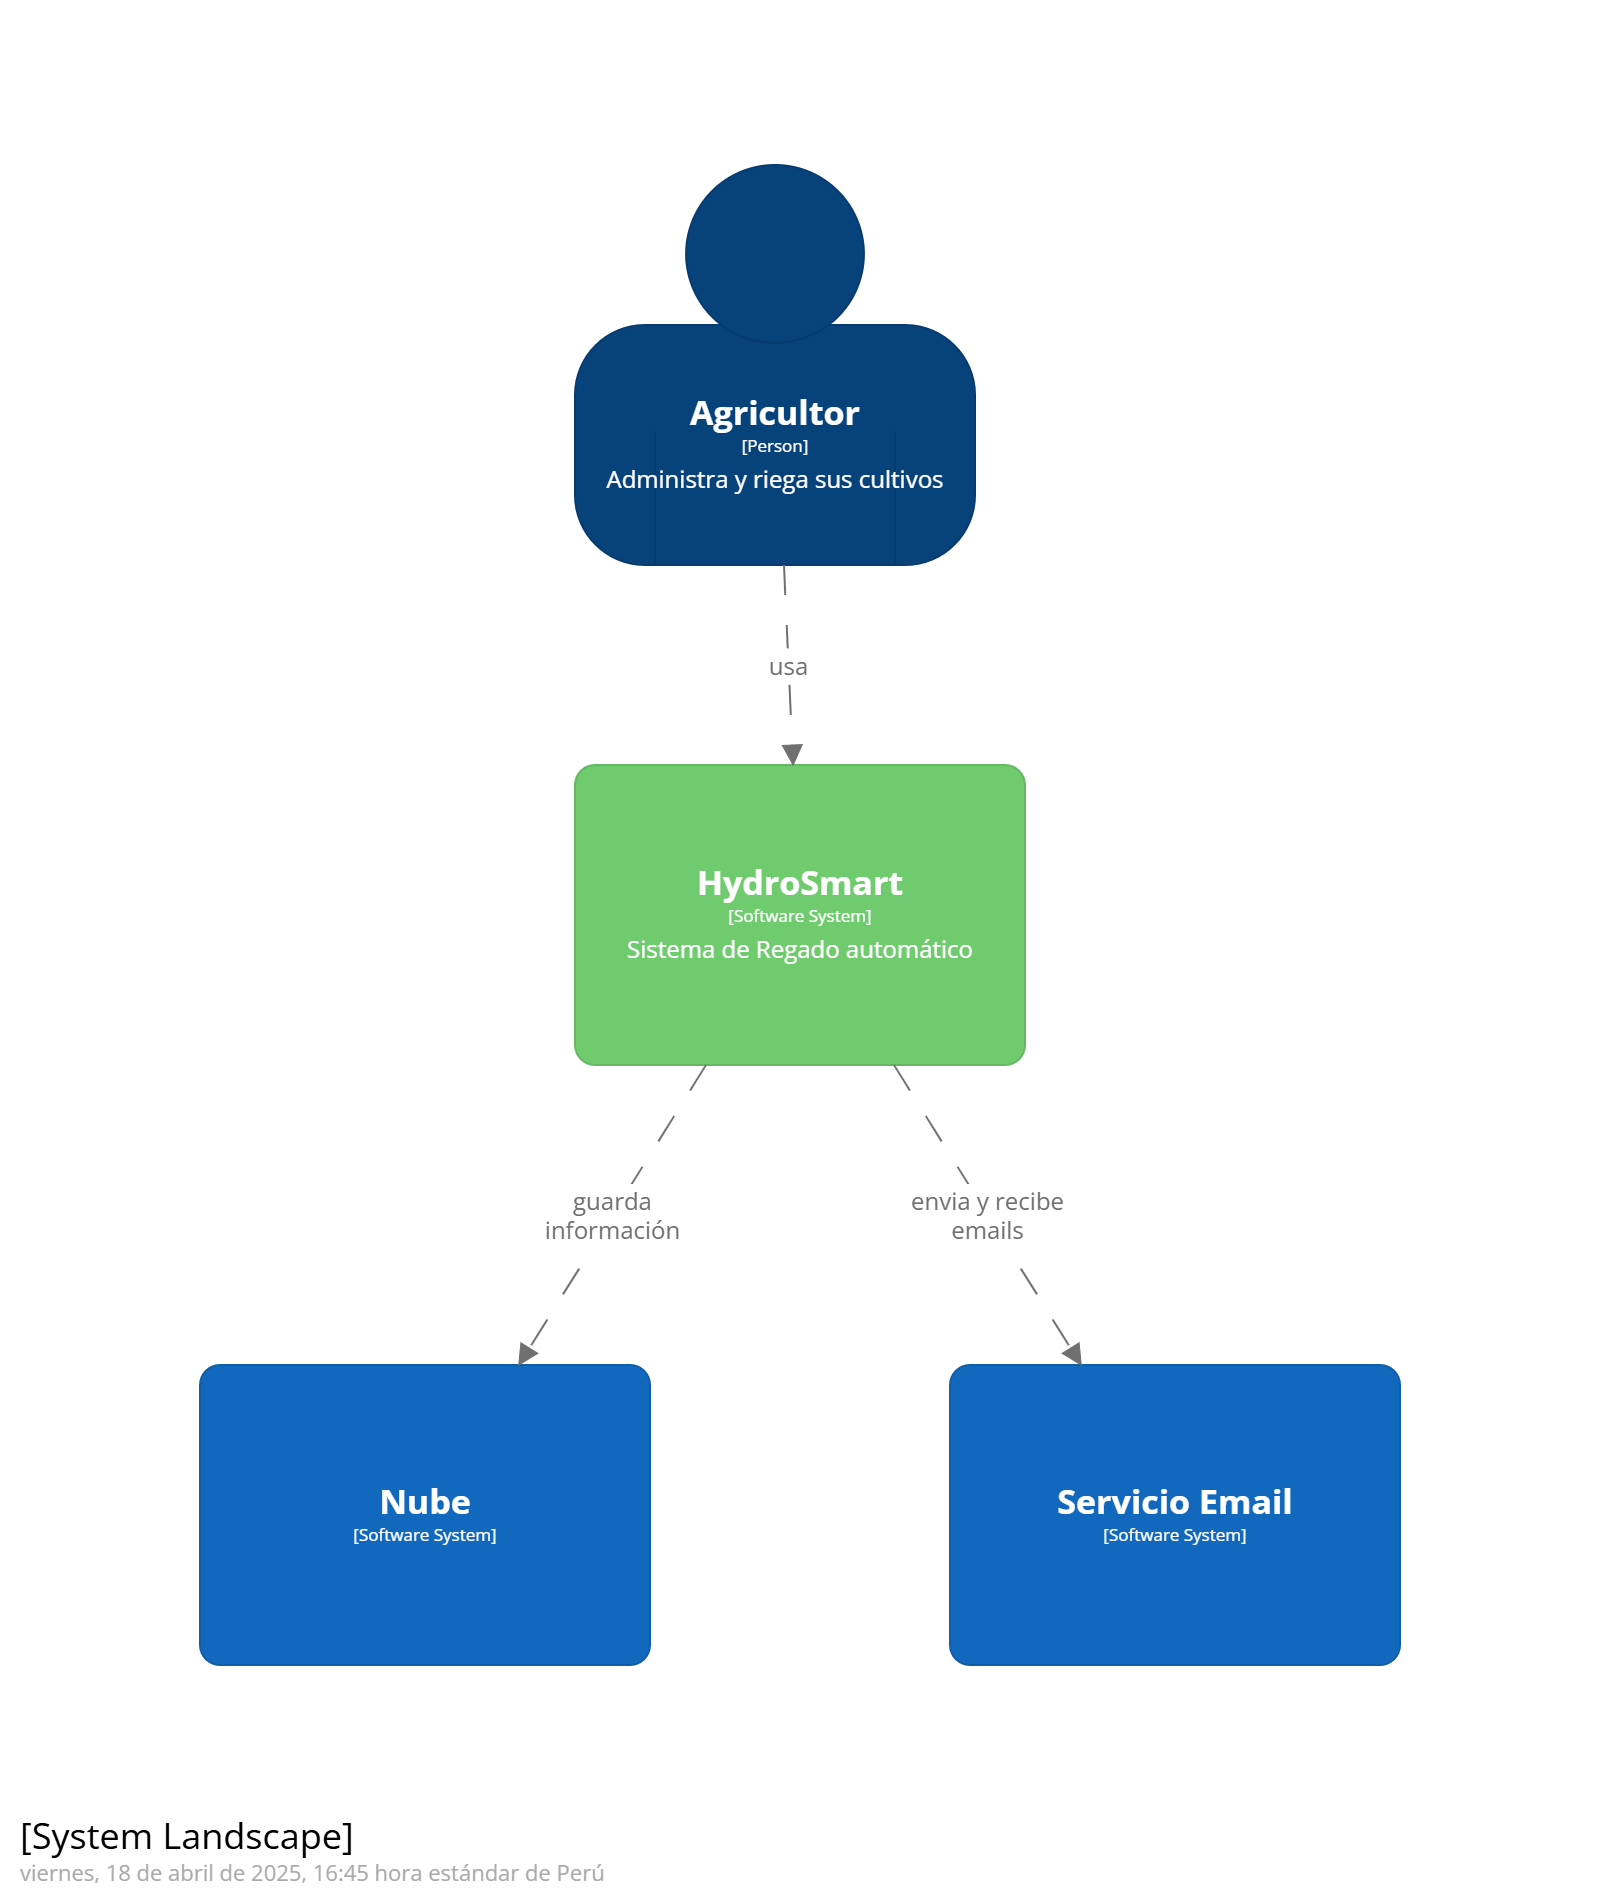 Agricultor
[Person]
Administra y riega sus cultivos
usa
HydroSmart
[Software System]
Sistema de Regado automático
guarda
información
envia y recibe
emails
Nube
[Software System]
Servicio Email
[Software System]
[System Landscape]
viernes, 18 de abril de 2025, 16:45 hora estándar de Perú